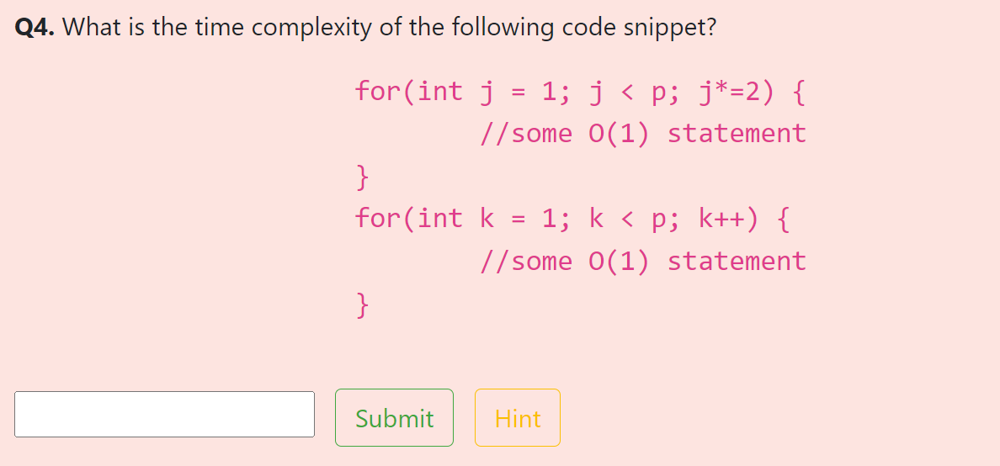 Q4. What is the time complexity of the following code snippet?
for(int j = 1; j < p; j*=2) {
//some O(1) statement
}
for(int k = 1; k < p; k++) {
//some O(1) statement
}
Submit Hint